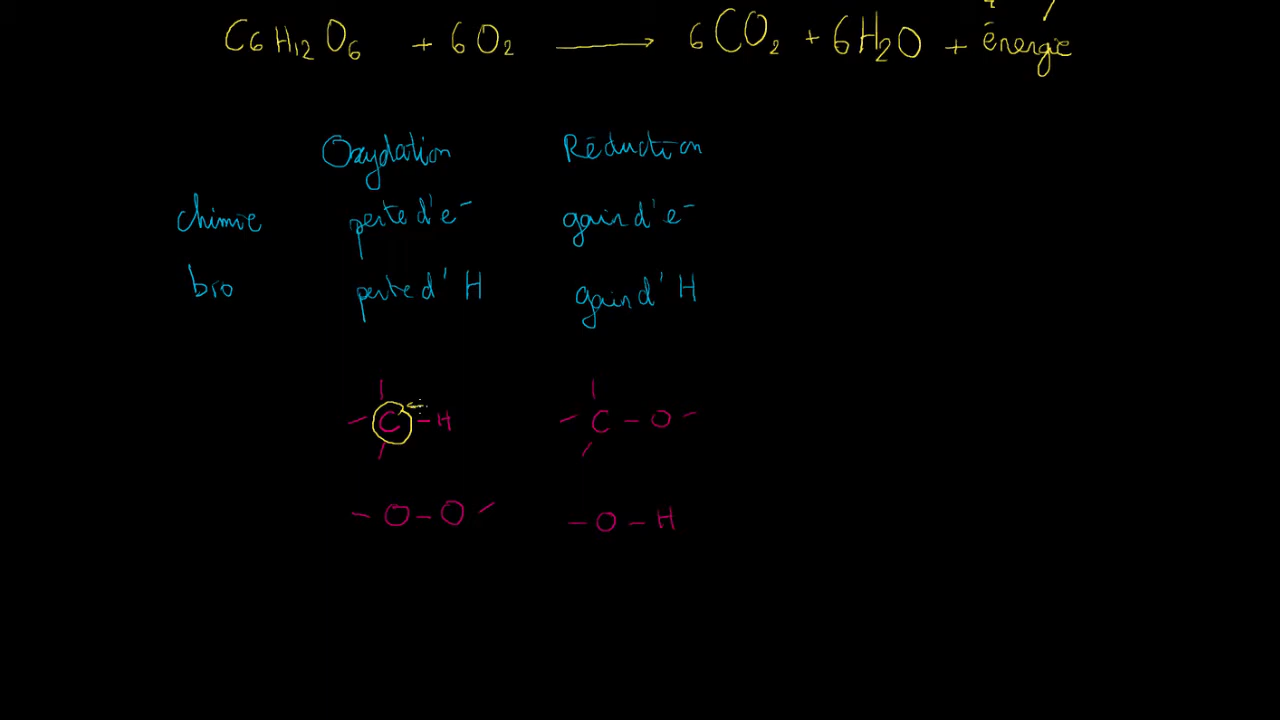 C6H12O6 + 6O2 → 6CO2 + 6H2O + énergie
Oxydation Réduction
chimie perte d'e- gain d'e-
bio perte d'H gain d'H
C - H C - O -
- O - O - - O - H